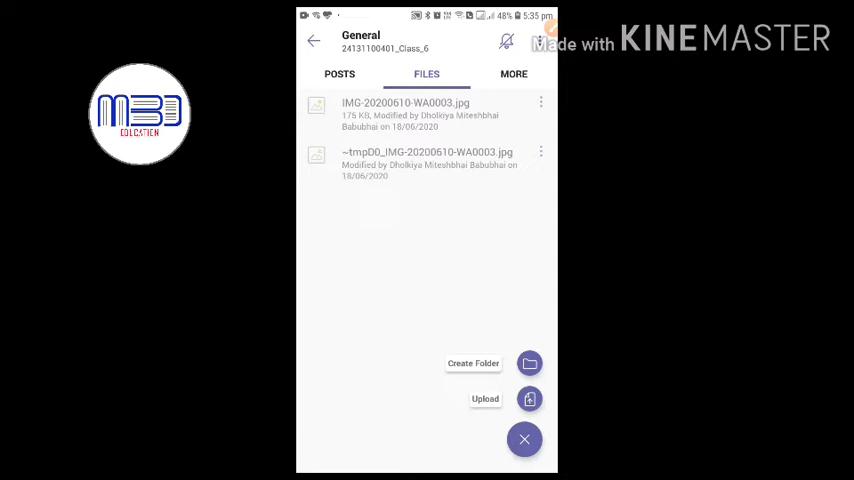 48% 5:35 pm
General
24131100401_Class_6
Made with KINEMASTER
POSTS FILES MORE
MBD
EDUCATION
IMG-20200610-WA0003.jpg
175 KB, Modified by Dholkiya Miteshbhai
Babubhai on 18/06/2020
~tmpD0_IMG-20200610-WA0003.jpg
Modified by Dholkiya Miteshbhai Babubhai on
18/06/2020
Create Folder
Upload